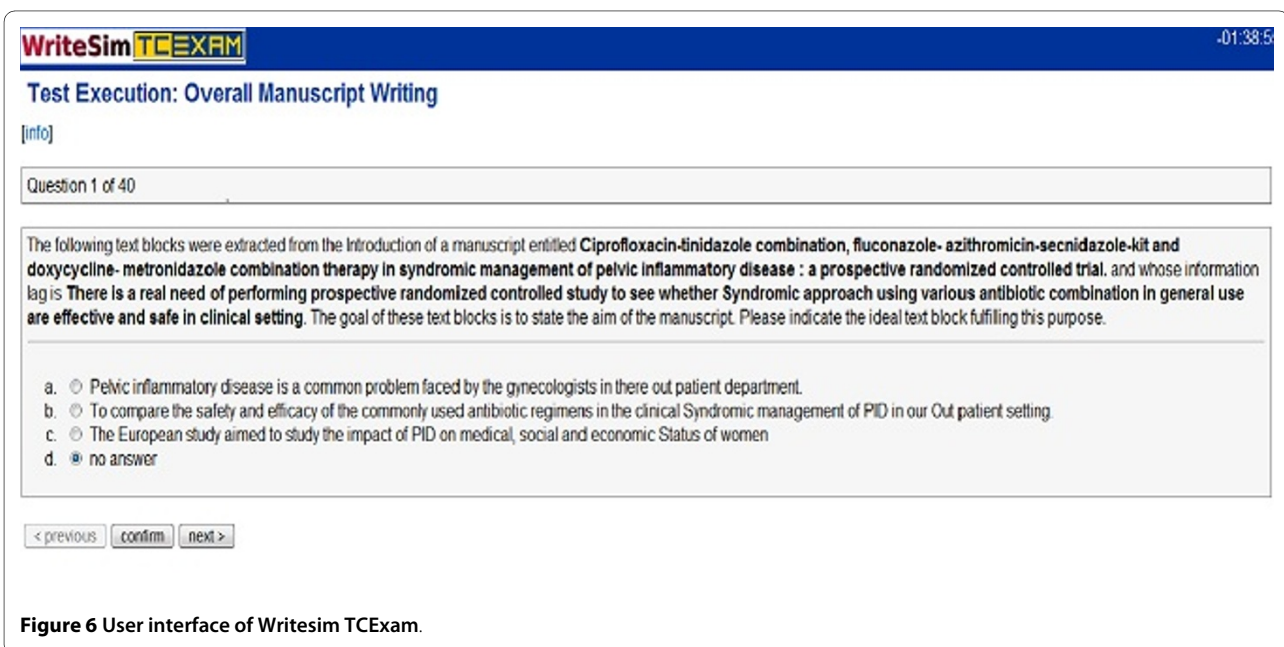 WriteSim TCEXAM
-01:38:5
Test Execution: Overall Manuscript Writing
[info]
Question 1 of 40
The following text blocks were extracted from the Introduction of a manuscript entitled Ciprofloxacin-tinidazole combination, fluconazole- azithromicin-secnidazole-kit and
doxycycline- metronidazole combination therapy in syndromic management of pelvic inflammatory disease : a prospective randomized controlled trial. and whose information
lag is There is a real need of performing prospective randomized controlled study to see whether Syndromic approach using various antibiotic combination in general use
are effective and safe in clinical setting. The goal of these text blocks is to state the aim of the manuscript. Please indicate the ideal text block fulfilling this purpose.
a. Pelvic inflammatory disease is a common problem faced by the gynecologists in there out patient department.
b. To compare the safety and efficacy of the commonly used antibiotic regimens in the clinical Syndromic management of PID in our Out patient setting.
c. The European study aimed to study the impact of PID on medical, social and economic Status of women
d. no answer
< previous confirm next >
Figure 6 User interface of Writesim TCExam.